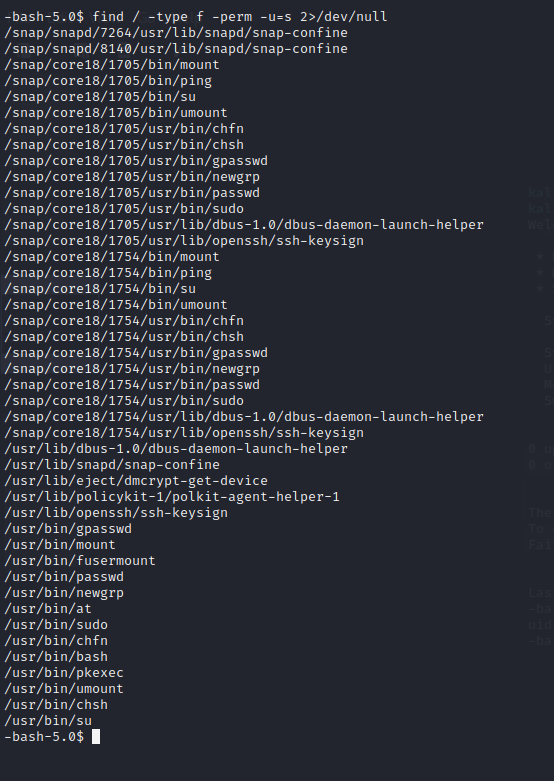 -bash-5.0$ find / -type f -perm -u=s 2>/dev/null
/snap/snapd/7264/usr/lib/snapd/snap-confine
/snap/snapd/8140/usr/lib/snapd/snap-confine
/snap/core18/1705/bin/mount
/snap/core18/1705/bin/ping
/snap/core18/1705/bin/su
/snap/core18/1705/bin/umount
/snap/core18/1705/usr/bin/chfn
/snap/core18/1705/usr/bin/chsh
/snap/core18/1705/usr/bin/gpasswd
/snap/core18/1705/usr/bin/newgrp
/snap/core18/1705/usr/bin/passwd
/snap/core18/1705/usr/bin/sudo
/snap/core18/1705/usr/lib/dbus-1.0/dbus-daemon-launch-helper
/snap/core18/1705/usr/lib/openssh/ssh-keysign
/snap/core18/1754/bin/mount
/snap/core18/1754/bin/ping
/snap/core18/1754/bin/su
/snap/core18/1754/bin/umount
/snap/core18/1754/usr/bin/chfn
/snap/core18/1754/usr/bin/chsh
/snap/core18/1754/usr/bin/gpasswd
/snap/core18/1754/usr/bin/newgrp
/snap/core18/1754/usr/bin/passwd
/snap/core18/1754/usr/bin/sudo
/snap/core18/1754/usr/lib/dbus-1.0/dbus-daemon-launch-helper
/snap/core18/1754/usr/lib/openssh/ssh-keysign
/usr/lib/dbus-1.0/dbus-daemon-launch-helper
/usr/lib/snapd/snap-confine
/usr/lib/eject/dmcrypt-get-device
/usr/lib/policykit-1/polkit-agent-helper-1
/usr/lib/openssh/ssh-keysign
/usr/bin/gpasswd
/usr/bin/mount
/usr/bin/fusermount
/usr/bin/passwd
/usr/bin/newgrp
/usr/bin/at
/usr/bin/sudo
/usr/bin/chfn
/usr/bin/bash
/usr/bin/pkexec
/usr/bin/umount
/usr/bin/chsh
/usr/bin/su
-bash-5.0$